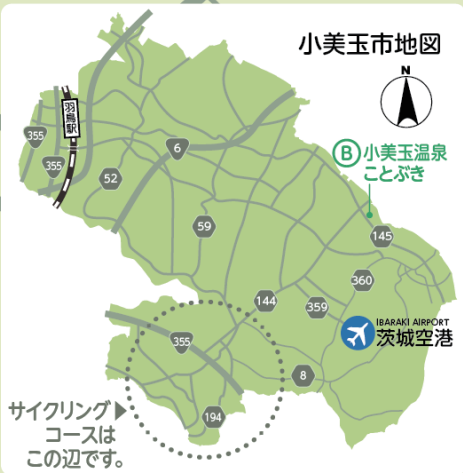 小美玉市地図
N
羽鳥駅
355
355
6
52
B 小美玉温泉
ことぶき
59
145
360
144
359
IBARAKI AIRPORT
茨城空港
355
8
194
サイクリング▶
コースは
この辺です。